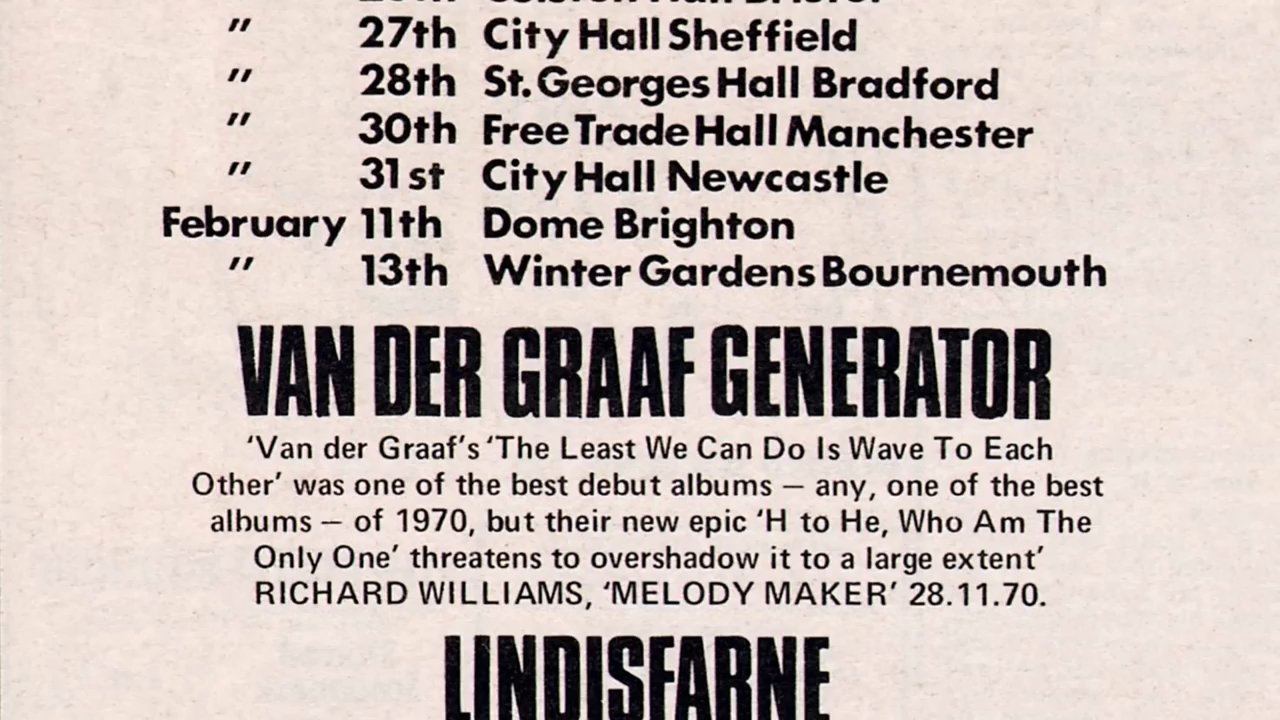 ″ 27th City Hall Sheffield
″ 28th St. Georges Hall Bradford
″ 30th Free Trade Hall Manchester
″ 31st City Hall Newcastle
February 11th Dome Brighton
″ 13th Winter Gardens Bournemouth
VAN DER GRAAF GENERATOR
‘Van der Graaf’s ‘The Least We Can Do Is Wave To Each
Other’ was one of the best debut albums — any, one of the best
albums — of 1970, but their new epic ‘H to He, Who Am The
Only One’ threatens to overshadow it to a large extent’
RICHARD WILLIAMS, ‘MELODY MAKER’ 28.11.70.
LINDISFARNE